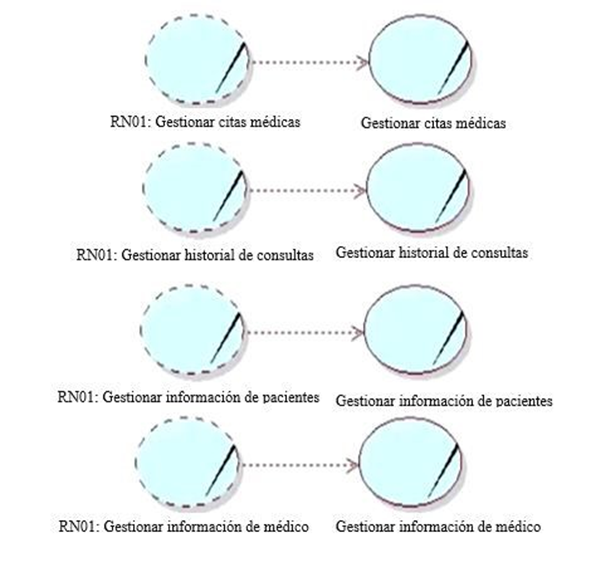 RN01: Gestionar citas médicas
Gestionar citas médicas
RN01: Gestionar historial de consultas
Gestionar historial de consultas
RN01: Gestionar información de pacientes
Gestionar información de pacientes
RN01: Gestionar información de médico
Gestionar información de médico